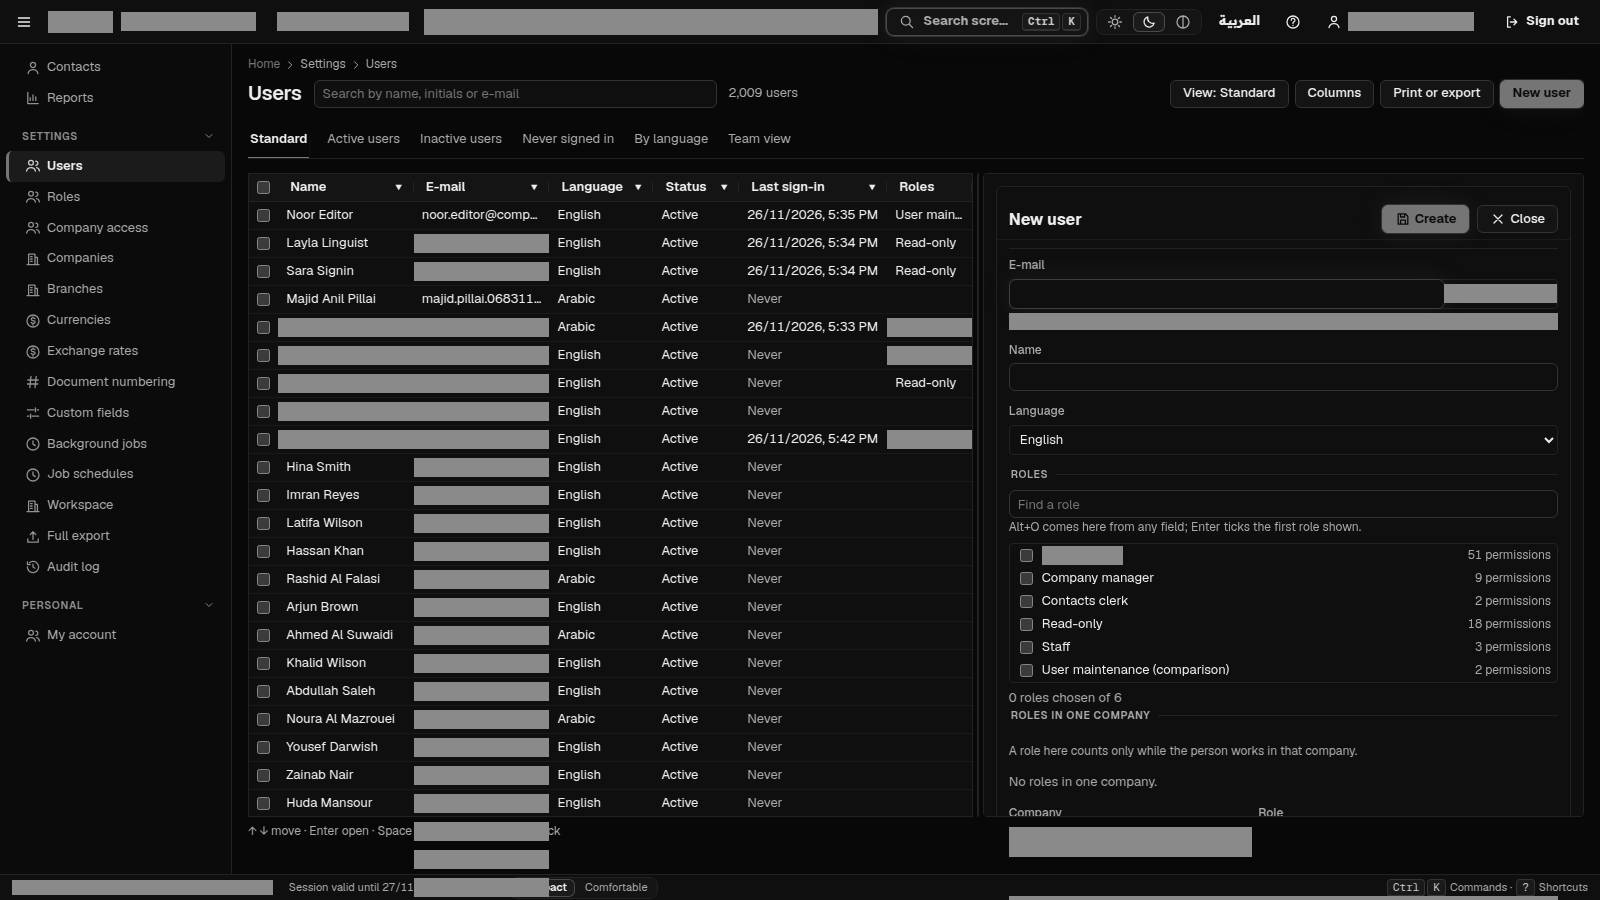 Search scre... Ctrl K
العربية
Sign out
Contacts
Reports
SETTINGS
Users
Roles
Company access
Companies
Branches
Currencies
Exchange rates
Document numbering
Custom fields
Background jobs
Job schedules
Workspace
Full export
Audit log
PERSONAL
My account
Home > Settings > Users
Users
Search by name, initials or e-mail
2,009 users
View: Standard
Columns
Print or export
New user
Standard Active users Inactive users Never signed in By language Team view
Name E-mail Language Status Last sign-in Roles
Noor Editor noor.editor@comp... English Active 26/11/2026, 5:35 PM User main...
Layla Linguist English Active 26/11/2026, 5:34 PM Read-only
Sara Signin English Active 26/11/2026, 5:34 PM Read-only
Majid Anil Pillai majid.pillai.068311... Arabic Active Never
Arabic Active 26/11/2026, 5:33 PM
English Active Never
English Active Never Read-only
English Active Never
English Active 26/11/2026, 5:42 PM
Hina Smith English Active Never
Imran Reyes English Active Never
Latifa Wilson English Active Never
Hassan Khan English Active Never
Rashid Al Falasi Arabic Active Never
Arjun Brown English Active Never
Ahmed Al Suwaidi Arabic Active Never
Khalid Wilson English Active Never
Abdullah Saleh English Active Never
Noura Al Mazrouei Arabic Active Never
Yousef Darwish English Active Never
Zainab Nair English Active Never
Huda Mansour English Active Never
↑↓ move · Enter open · Space
New user
Create
Close
E-mail
Name
Language
English
ROLES
Find a role
Alt+O comes here from any field; Enter ticks the first role shown.
51 permissions
Company manager 9 permissions
Contacts clerk 2 permissions
Read-only 18 permissions
Staff 3 permissions
User maintenance (comparison) 2 permissions
0 roles chosen of 6
ROLES IN ONE COMPANY
A role here counts only while the person works in that company.
No roles in one company.
Company Role
Session valid until 27/11
Comfortable
Ctrl K Commands · ? Shortcuts